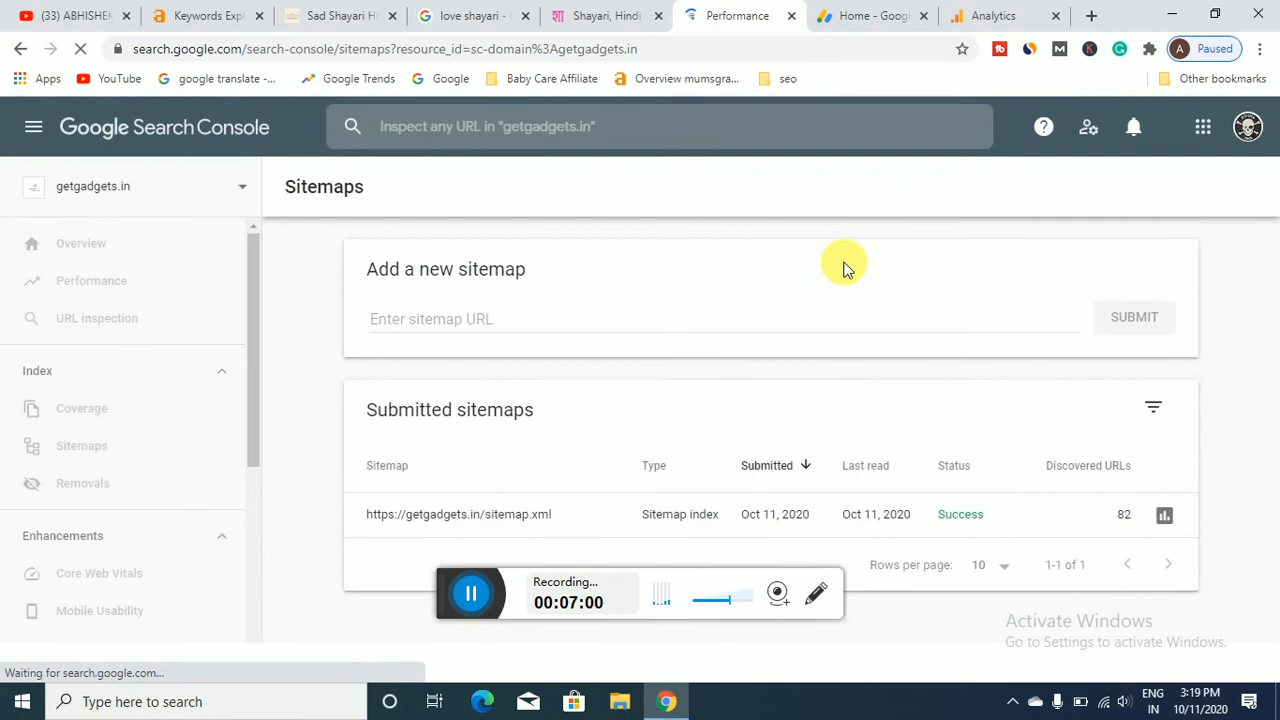 (33) ABHISHEK
Keywords Expl
Sad Shayari Hi
love shayari -
Shayari, Hindi
Performance
Home - Google
Analytics
search.google.com/search-console/sitemaps?resource_id=sc-domain%3Agetgadgets.in
A Paused
Apps
YouTube
google translate -...
Google Trends
Google
Baby Care Affiliate
Overview mumsgra...
seo
Other bookmarks
Google Search Console
Inspect any URL in "getgadgets.in"
getgadgets.in
Sitemaps
Overview
Performance
URL inspection
Index
Coverage
Sitemaps
Removals
Enhancements
Core Web Vitals
Mobile Usability
Add a new sitemap
Enter sitemap URL
SUBMIT
Submitted sitemaps
Sitemap Type Submitted Last read Status Discovered URLs
https://getgadgets.in/sitemap.xml Sitemap index Oct 11, 2020 Oct 11, 2020 Success 82
Rows per page: 10 1-1 of 1
Recording...
00:07:00
Activate Windows
Go to Settings to activate Windows.
Waiting for search.google.com...
Type here to search
ENG
IN
3:19 PM
10/11/2020